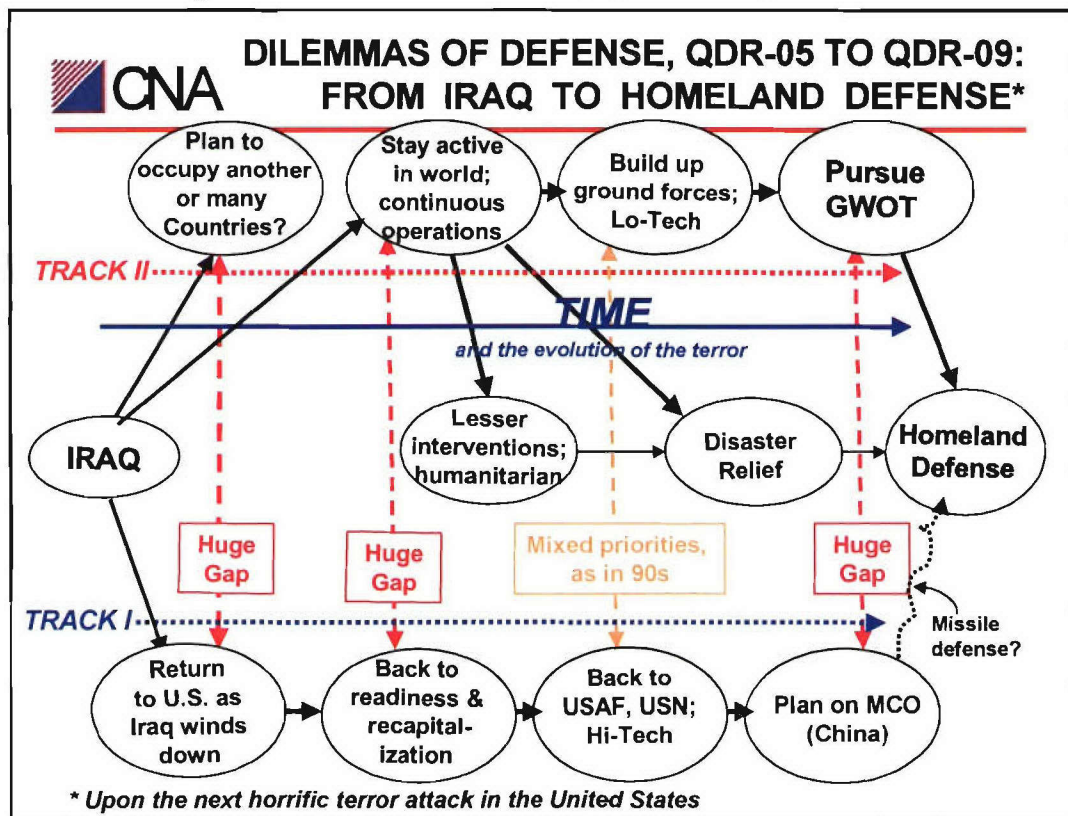 DILEMMAS OF DEFENSE, QDR-05 TO QDR-09:
CNA
FROM IRAQ TO HOMELAND DEFENSE*
Plan to
occupy another
or many
Countries?
Stay active
in world;
continuous
operations
Build up
ground forces;
Lo-Tech
Pursue
GWOT
TRACK II
TIME
and the evolution of the terror
IRAQ
Lesser
interventions;
humanitarian
Disaster
Relief
Homeland
Defense
Huge
Gap
Huge
Gap
Mixed priorities,
as in 90s
Huge
Gap
TRACK I
Missile
defense?
Return
to U.S. as
Iraq winds
down
Back to
readiness &
recapital-
ization
Back to
USAF, USN;
Hi-Tech
Plan on MCO
(China)
* Upon the next horrific terror attack in the United States